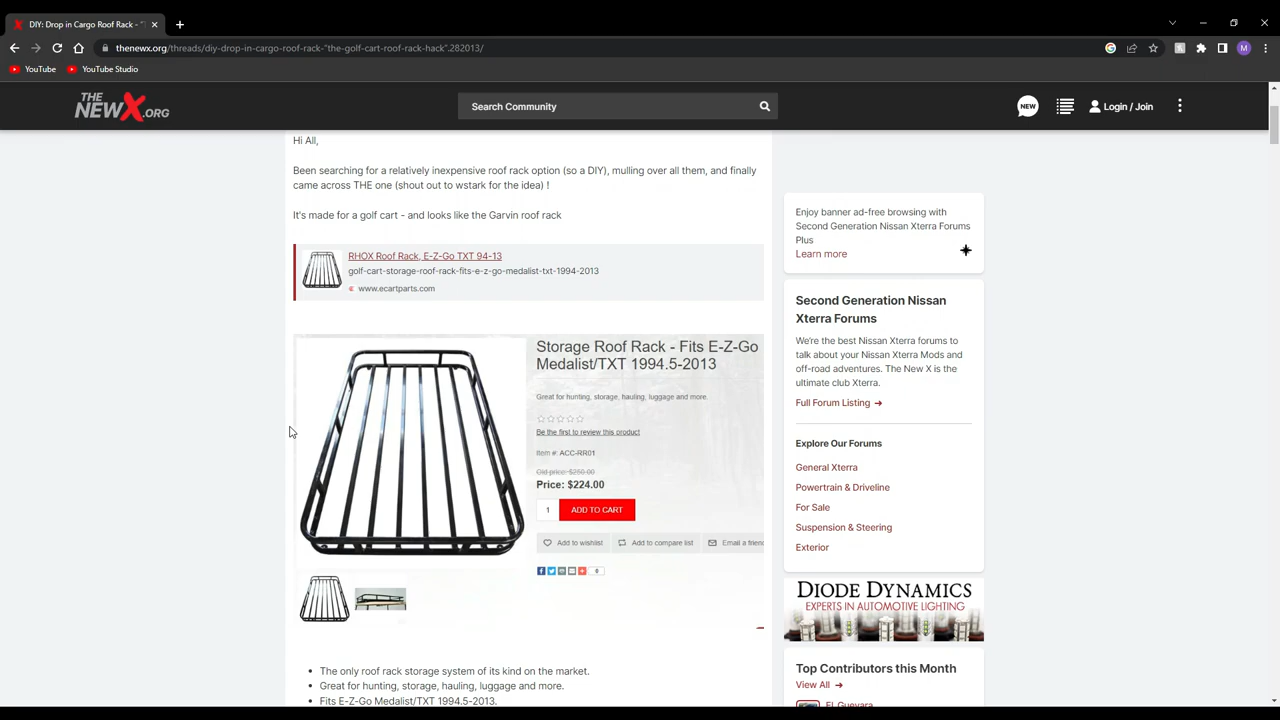 DIY: Drop in Cargo Roof Rack - "
thenewx.org/threads/diy-drop-in-cargo-roof-rack-"the-golf-cart-roof-rack-hack".282013/
M
YouTube
YouTube Studio
THE
NEWX.ORG
Search Community
NEW
Login / Join
Hi All,
Been searching for a relatively inexpensive roof rack option (so a DIY), mulling over all them, and finally
came across THE one (shout out to wstark for the idea) !
It's made for a golf cart - and looks like the Garvin roof rack
RHOX Roof Rack, E-Z-Go TXT 94-13
golf-cart-storage-roof-rack-fits-e-z-go-medalist-txt-1994-2013
www.ecartparts.com
Storage Roof Rack - Fits E-Z-Go
Medalist/TXT 1994.5-2013
Great for hunting, storage, hauling, luggage and more.
Be the first to review this product
Item #: ACC-RR01
Old price: $250.00
Price: $224.00
1
ADD TO CART
Add to wishlist
Add to compare list
Email a friend
0
The only roof rack storage system of its kind on the market.
Great for hunting, storage, hauling, luggage and more.
Fits E-Z-Go Medalist/TXT 1994.5-2013.
Enjoy banner ad-free browsing with
Second Generation Nissan Xterra Forums
Plus
Learn more
Second Generation Nissan
Xterra Forums
We're the best Nissan Xterra forums to
talk about your Nissan Xterra Mods and
off-road adventures. The New X is the
ultimate club Xterra.
Full Forum Listing
Explore Our Forums
General Xterra
Powertrain & Driveline
For Sale
Suspension & Steering
Exterior
DIODE DYNAMICS
EXPERTS IN AUTOMOTIVE LIGHTING
Top Contributors this Month
View All
EL Guevara